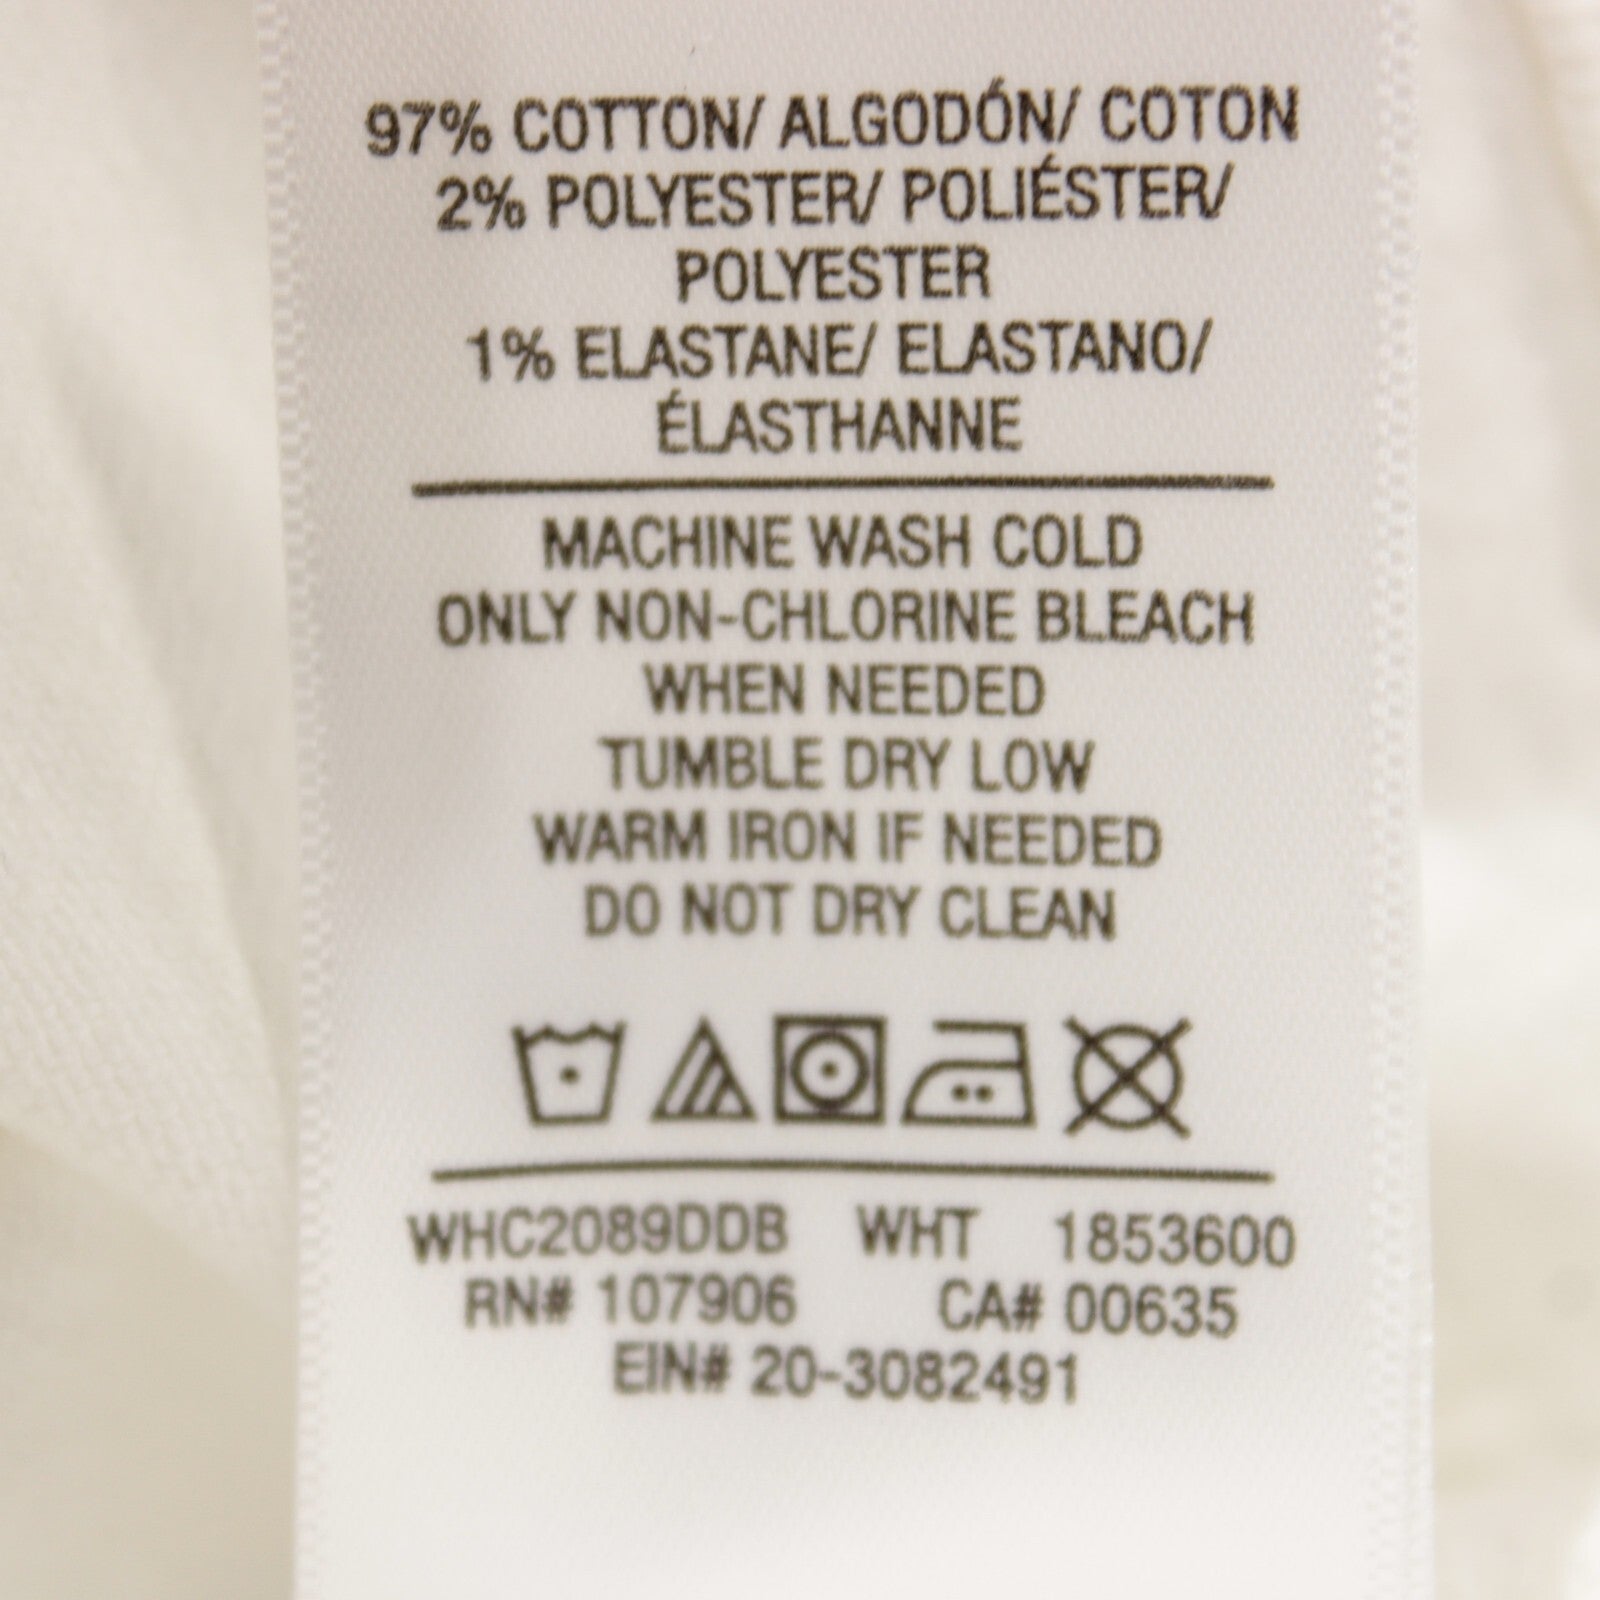 97% COTTON/ ALGODÓN/ COTON
2% POLYESTER/ POLIÉSTER/
POLYESTER
1% ELASTANE/ ELASTANO/
ÉLASTHANNE
MACHINE WASH COLD
ONLY NON-CHLORINE BLEACH
WHEN NEEDED
TUMBLE DRY LOW
WARM IRON IF NEEDED
DO NOT DRY CLEAN
WHC2089DDB WHT 1853600
RN# 107906 CA# 00635
EIN# 20-3082491